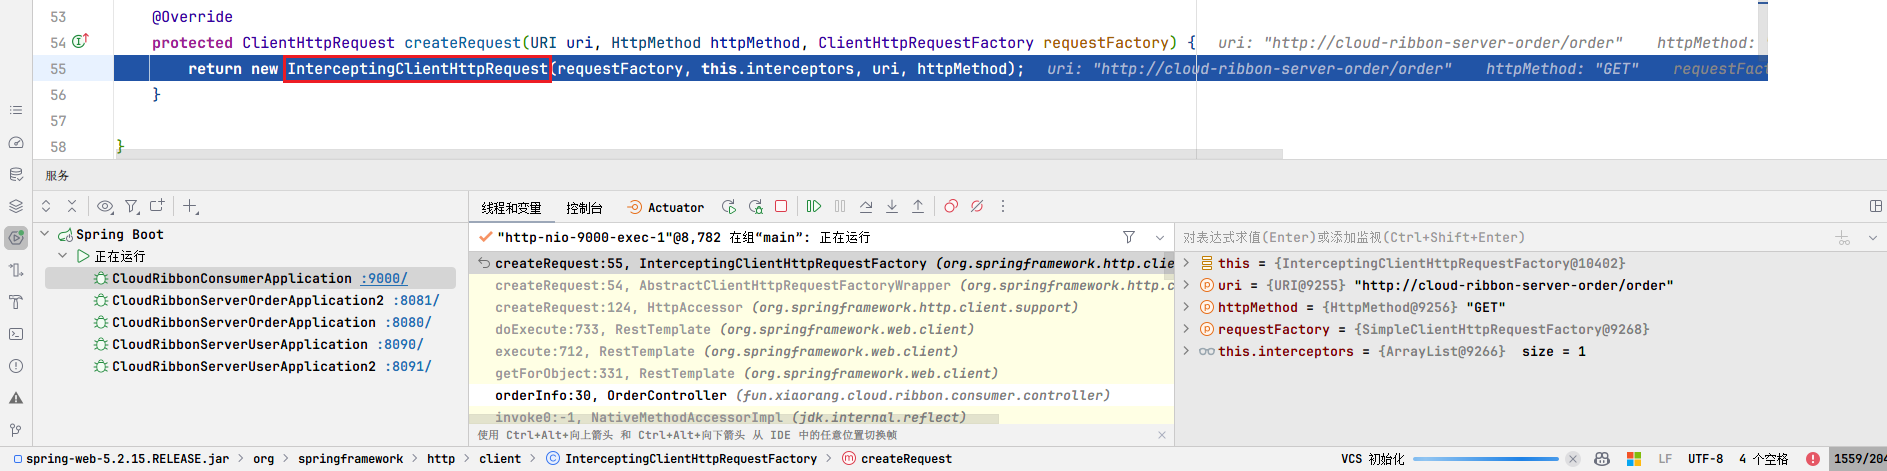 53 @Override
54 protected ClientHttpRequest createRequest(URI uri, HttpMethod httpMethod, ClientHttpRequestFactory requestFactory) { uri: "http://cloud-ribbon-server-order/order" httpMethod:
55 return new InterceptingClientHttpRequest(requestFactory, this.interceptors, uri, httpMethod); uri: "http://cloud-ribbon-server-order/order" httpMethod: "GET" requestFact
56 }
57
58 }
服务
线程和变量 控制台 Actuator
Spring Boot
正在运行
CloudRibbonConsumerApplication :9000/
CloudRibbonServerOrderApplication2 :8081/
CloudRibbonServerOrderApplication :8080/
CloudRibbonServerUserApplication :8090/
CloudRibbonServerUserApplication2 :8091/
"http-nio-9000-exec-1"@8,782 在组“main”: 正在运行
createRequest:55, InterceptingClientHttpRequestFactory (org.springframework.http.clie
createRequest:54, AbstractClientHttpRequestFactoryWrapper (org.springframework.http.c
createRequest:124, HttpAccessor (org.springframework.http.client.support)
doExecute:733, RestTemplate (org.springframework.web.client)
execute:712, RestTemplate (org.springframework.web.client)
getForObject:331, RestTemplate (org.springframework.web.client)
orderInfo:30, OrderController (fun.xiaorang.cloud.ribbon.consumer.controller)
invoke0:-1, NativeMethodAccessorImpl (jdk.internal.reflect)
使用 Ctrl+Alt+向上箭头 和 Ctrl+Alt+向下箭头 从 IDE 中的任意位置切换帧
对表达式求值(Enter)或添加监视(Ctrl+Shift+Enter)
this = {InterceptingClientHttpRequestFactory@10402}
uri = {URI@9255} "http://cloud-ribbon-server-order/order"
httpMethod = {HttpMethod@9256} "GET"
requestFactory = {SimpleClientHttpRequestFactory@9268}
this.interceptors = {ArrayList@9266} size = 1
spring-web-5.2.15.RELEASE.jar > org > springframework > http > client > InterceptingClientHttpRequestFactory > createRequest VCS 初始化 LF UTF-8 4 个空格 1559/204